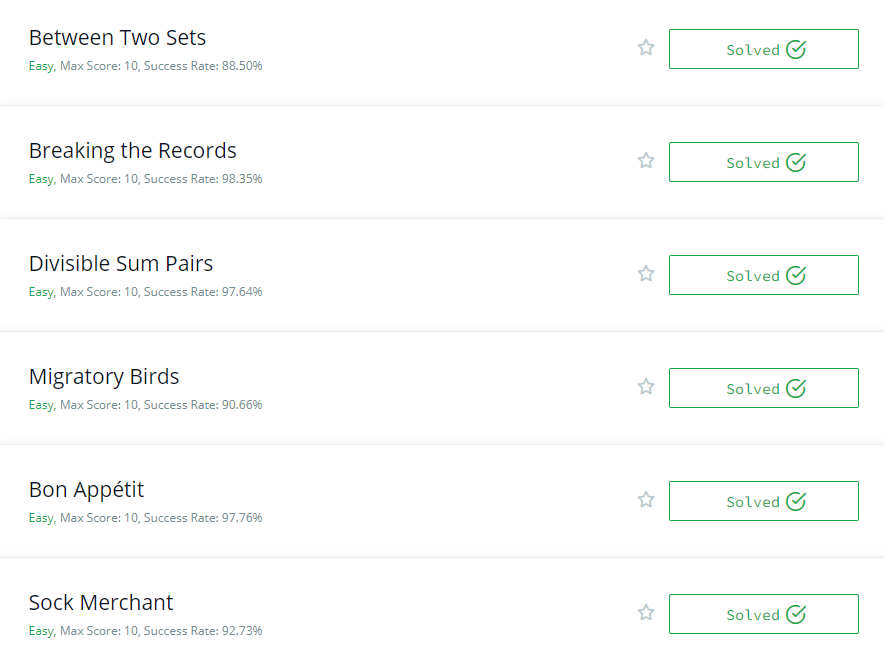 Between Two Sets
Easy, Max Score: 10, Success Rate: 88.50%
Solved
Breaking the Records
Easy, Max Score: 10, Success Rate: 98.35%
Solved
Divisible Sum Pairs
Easy, Max Score: 10, Success Rate: 97.64%
Solved
Migratory Birds
Easy, Max Score: 10, Success Rate: 90.66%
Solved
Bon Appétit
Easy, Max Score: 10, Success Rate: 97.76%
Solved
Sock Merchant
Easy, Max Score: 10, Success Rate: 92.73%
Solved